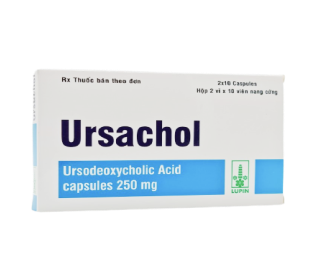 Rx Thuốc bán theo đơn
2x10 Caspules
Hộp 2 vỉ x 10 viên nang cứng
Ursachol
Ursodeoxycholic Acid
capsules 250 mg
LUPIN